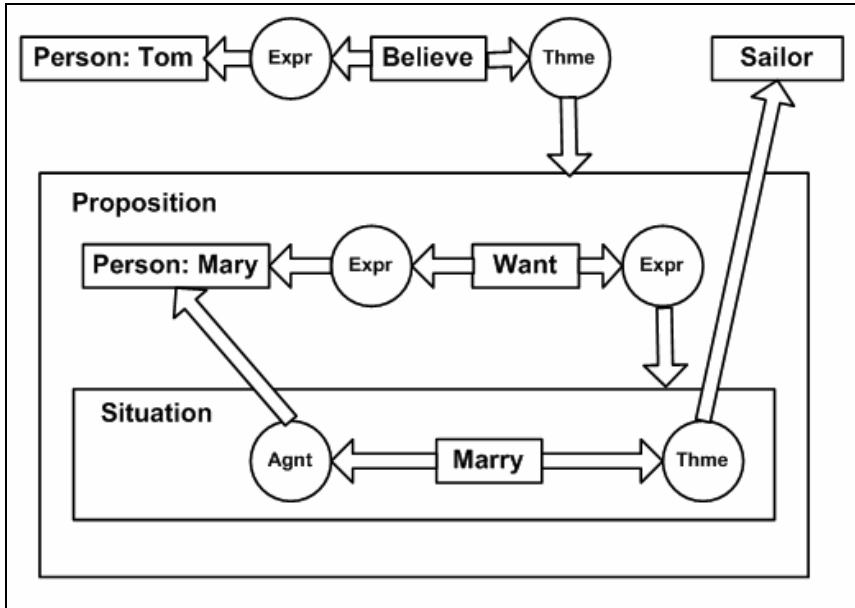 Person: Tom Expr Believe Thme Sailor
Proposition
Person: Mary Expr Want Expr
Situation
Agnt Marry Thme